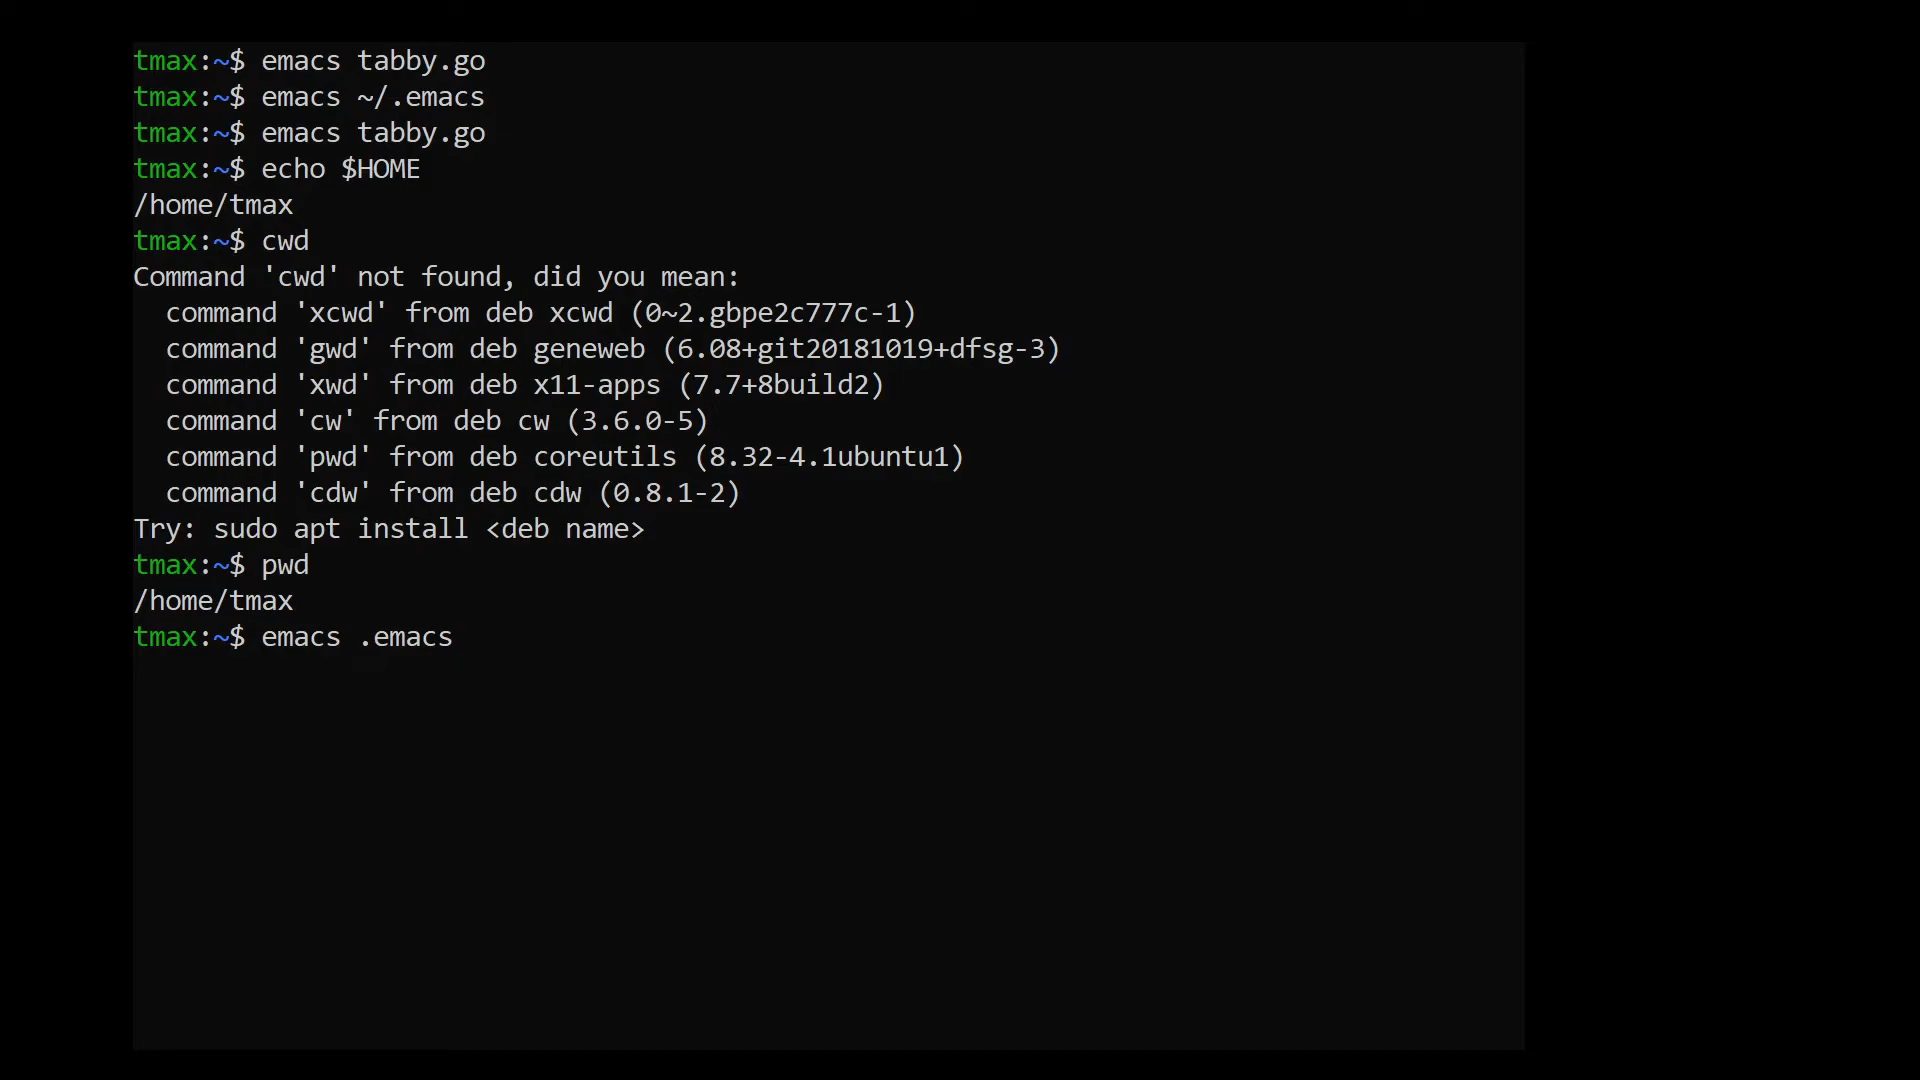 tmax:~$ emacs tabby.go
tmax:~$ emacs ~/.emacs
tmax:~$ emacs tabby.go
tmax:~$ echo $HOME
/home/tmax
tmax:~$ cwd
Command 'cwd' not found, did you mean:
  command 'xcwd' from deb xcwd (0~2.gbpe2c777c-1)
  command 'gwd' from deb geneweb (6.08+git20181019+dfsg-3)
  command 'xwd' from deb x11-apps (7.7+8build2)
  command 'cw' from deb cw (3.6.0-5)
  command 'pwd' from deb coreutils (8.32-4.1ubuntu1)
  command 'cdw' from deb cdw (0.8.1-2)
Try: sudo apt install <deb name>
tmax:~$ pwd
/home/tmax
tmax:~$ emacs .emacs